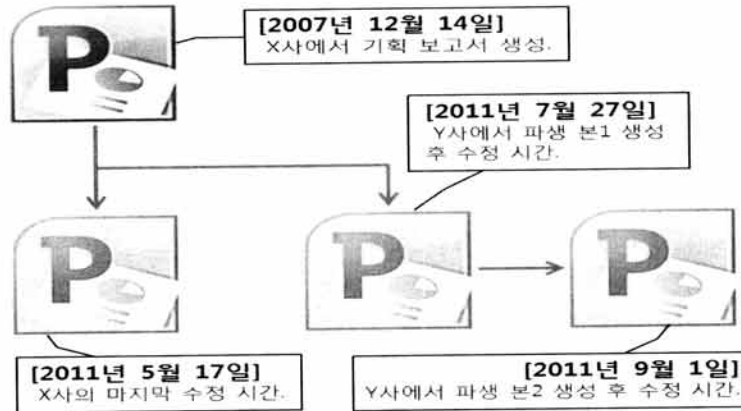 [2007년 12월 14일]
X사에서 기획 보고서 생성.
[2011년 7월 27일]
Y사에서 파생 본1 생성
후 수정 시간.
P
P
P
P
[2011년 5월 17일]
X사의 마지막 수정 시간.
[2011년 9월 1일]
Y사에서 파생 본2 생성 후 수정 시간.